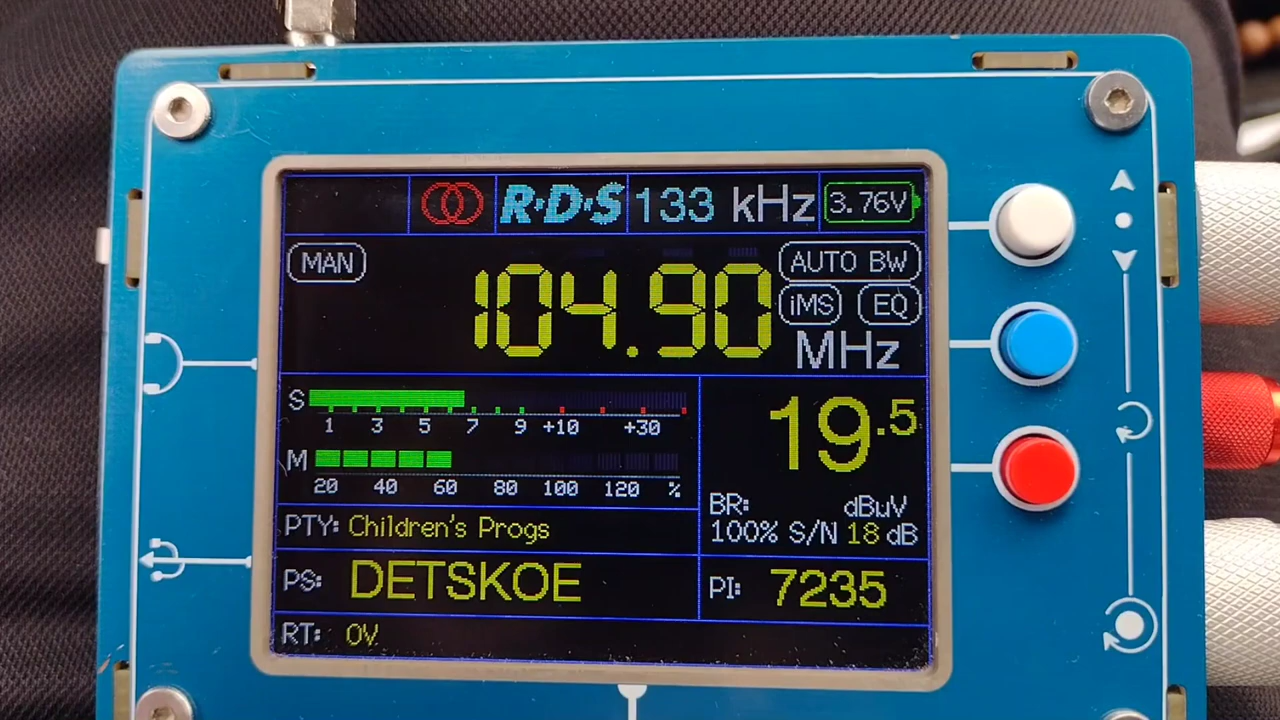 R·D·S 133 kHz 3.76V
MAN 104.90 AUTO BW
iMS EQ
MHz
S 1 3 5 7 9 +10 +30
M 20 40 60 80 100 120 %
19.5
BR: dBuV
100% S/N 18 dB
PTY: Children's Progs
PS: DETSKOE
PI: 7235
RT: OV